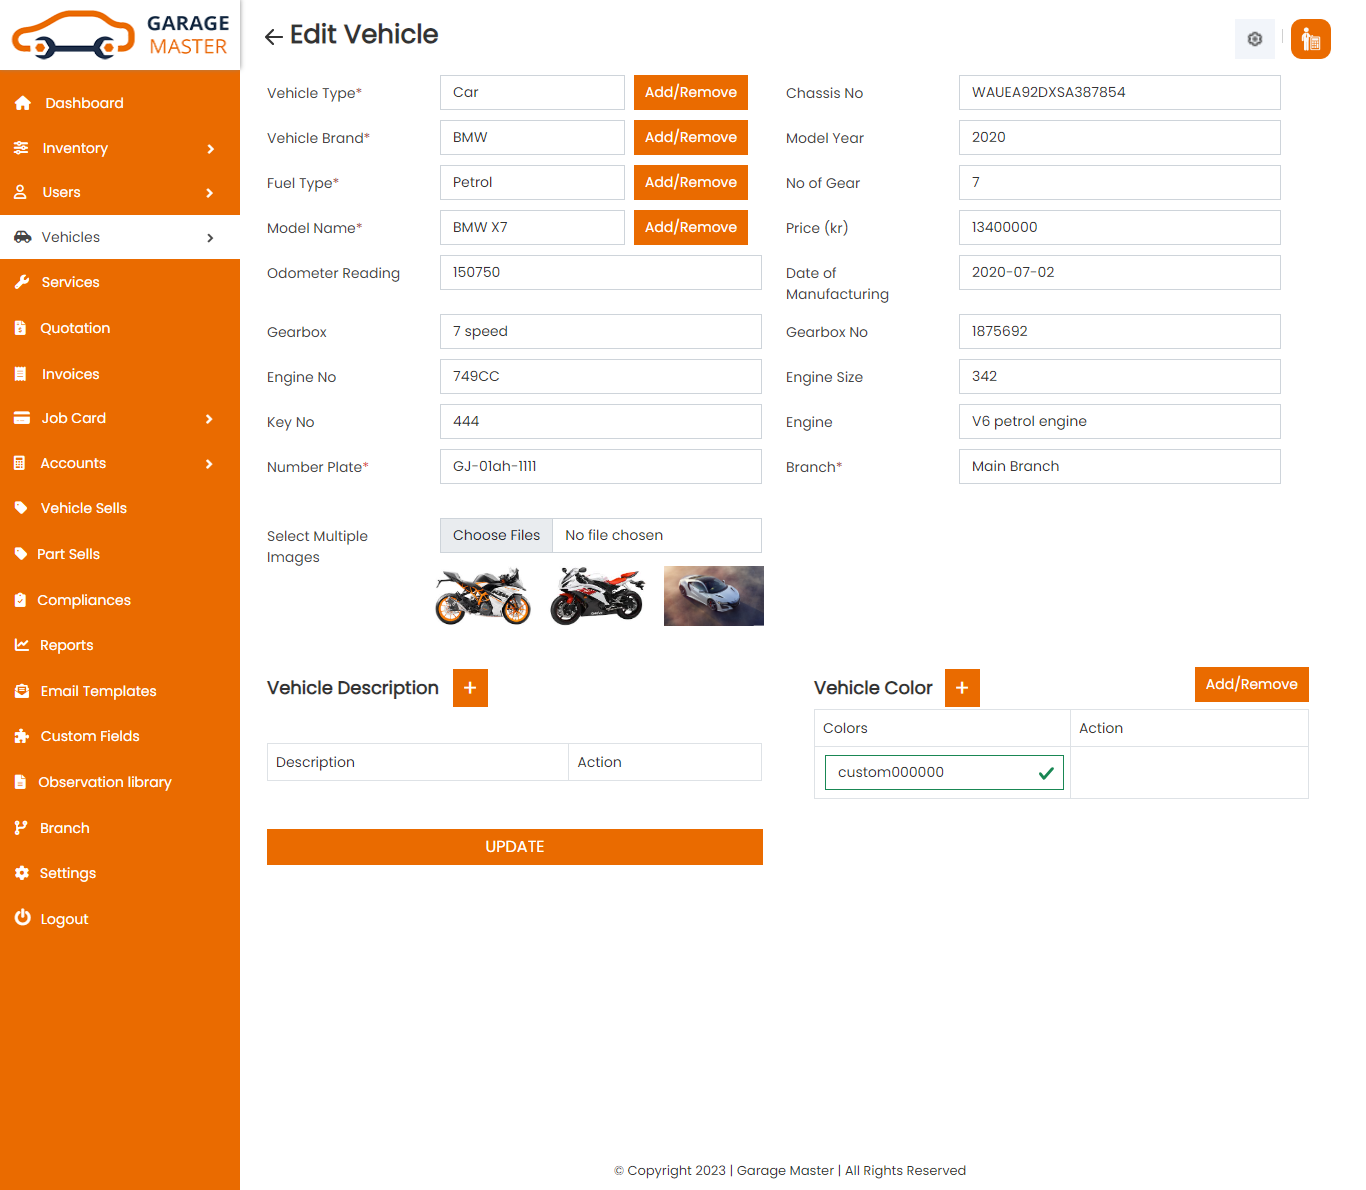 GARAGE
MASTER
Edit Vehicle
Dashboard
Inventory
Users
Vehicles
Services
Quotation
Invoices
Job Card
Accounts
Vehicle Sells
Part Sells
Compliances
Reports
Email Templates
Custom Fields
Observation library
Branch
Settings
Logout
Vehicle Type* Car Add/Remove Chassis No WAUEA92DXSA387854
Vehicle Brand* BMW Add/Remove Model Year 2020
Fuel Type* Petrol Add/Remove No of Gear 7
Model Name* BMW X7 Add/Remove Price (kr) 13400000
Odometer Reading 150750 Date of 2020-07-02
Manufacturing
Gearbox 7 speed Gearbox No 1875692
Engine No 749CC Engine Size 342
Key No 444 Engine V6 petrol engine
Number Plate* GJ-01ah-1111 Branch* Main Branch
Select Multiple Choose Files No file chosen
Images
Vehicle Description +
Description Action
Vehicle Color + Add/Remove
Colors Action
custom000000
UPDATE
© Copyright 2023 | Garage Master | All Rights Reserved